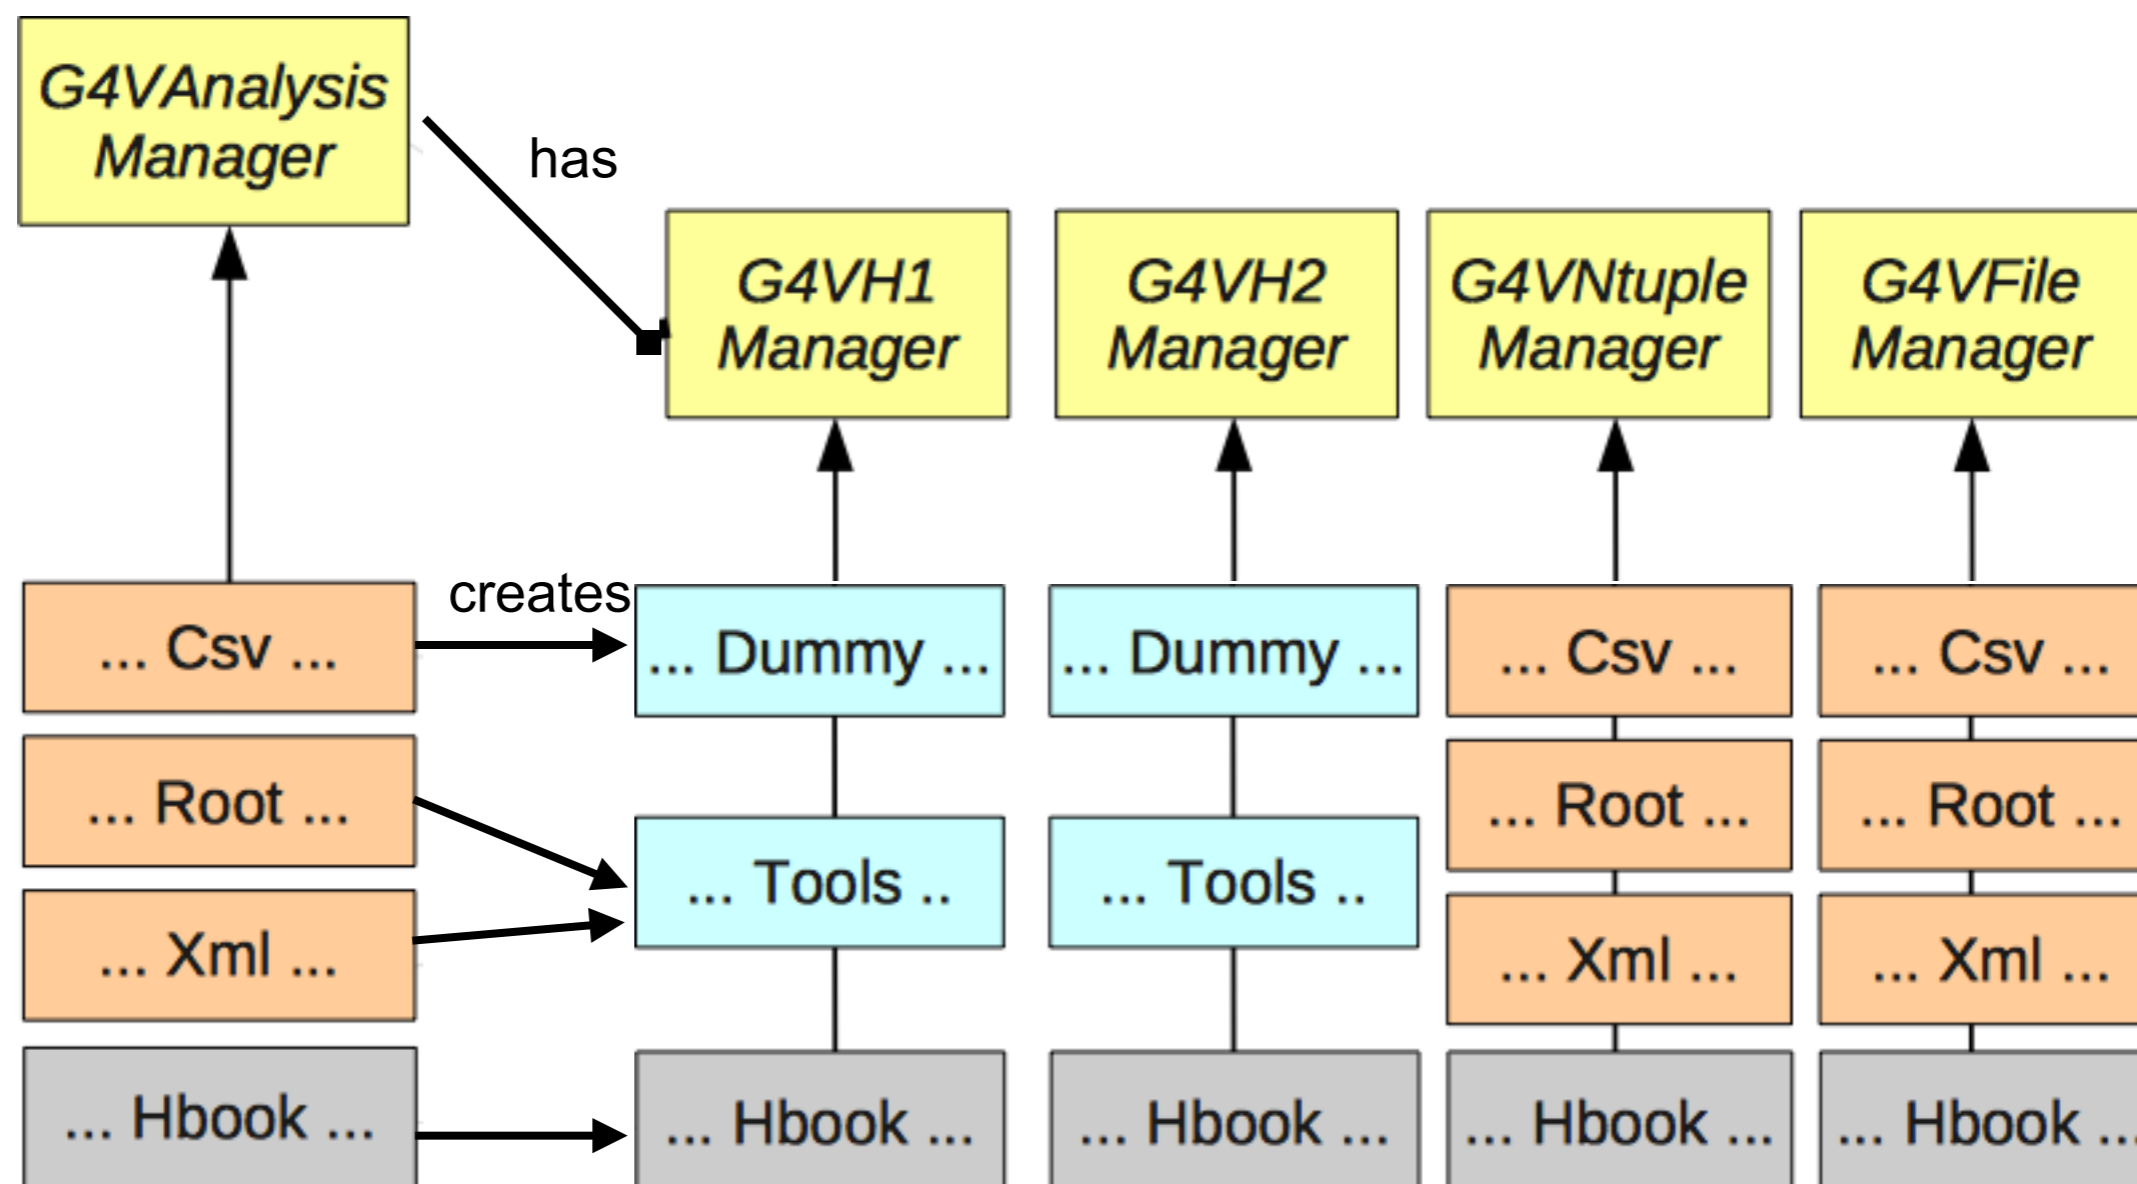 G4VAnalysis
Manager
has
G4VH1
Manager
G4VH2
Manager
G4VNtuple
Manager
G4VFile
Manager
creates
... Csv ...
... Dummy ...
... Dummy ...
... Csv ...
... Csv ...
... Root ...
... Root ...
... Root ...
... Tools ..
... Tools ..
... Xml ...
... Xml ...
... Xml ...
... Hbook ...
... Hbook ...
... Hbook ...
... Hbook ...
... Hbook ...